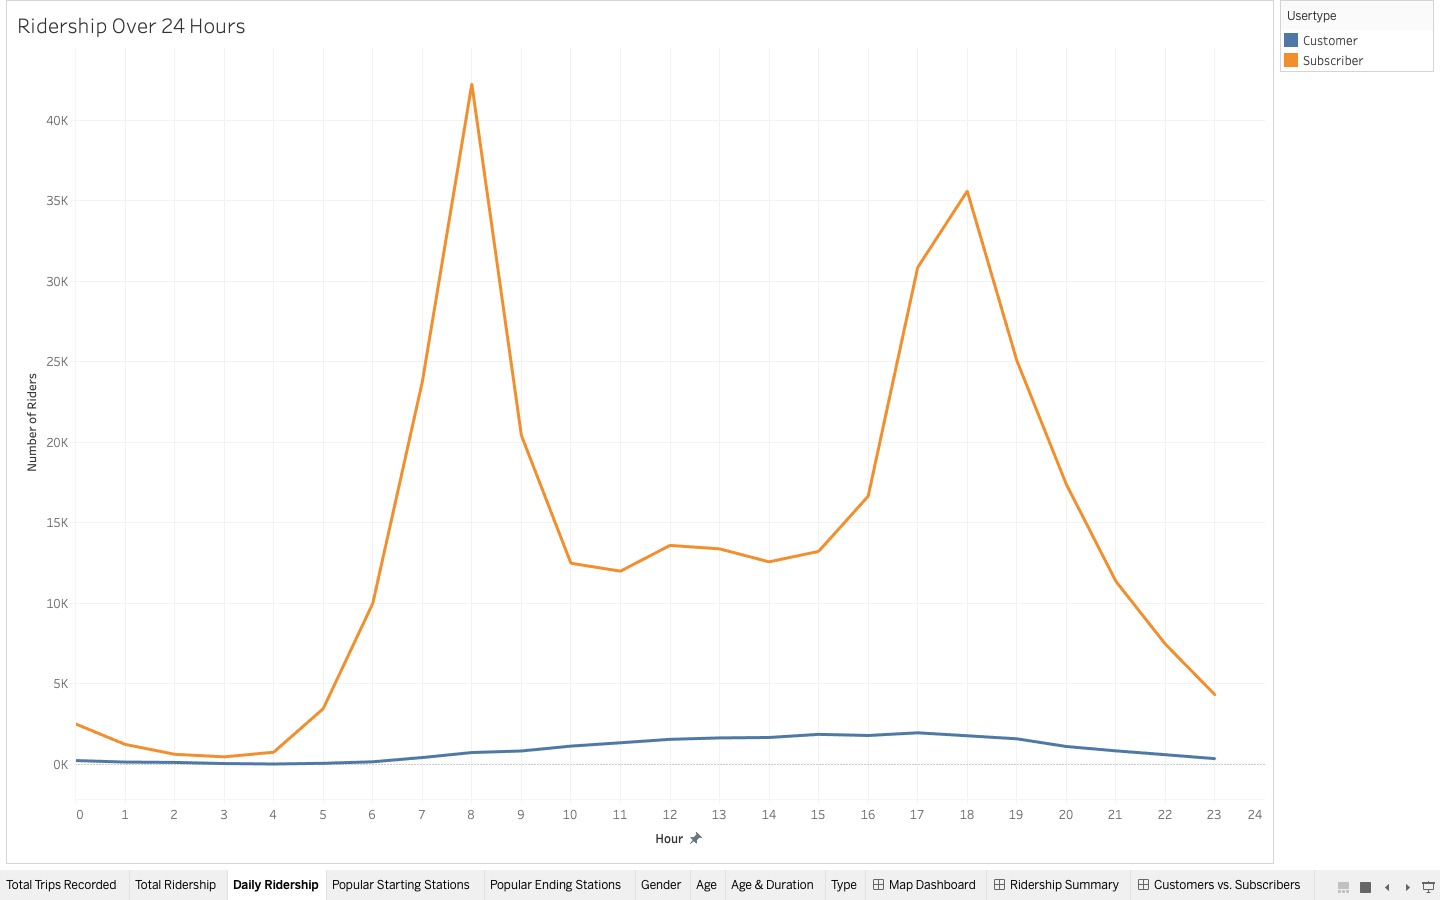 Ridership Over 24 Hours
Usertype
Customer
Subscriber
40K
35K
30K
25K
20K
15K
10K
5K
0K
Number of Riders
0 1 2 3 4 5 6 7 8 9 10 11 12 13 14 15 16 17 18 19 20 21 22 23 24
Hour
Total Trips Recorded Total Ridership Daily Ridership Popular Starting Stations Popular Ending Stations Gender Age Age & Duration Type Map Dashboard Ridership Summary Customers vs. Subscribers